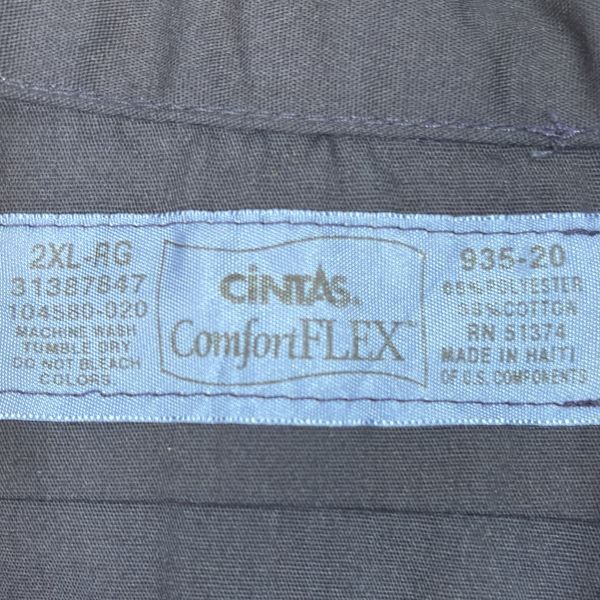 2XL-RG
31387847
104580-020
MACHINE WASH
TUMBLE DRY
DO NOT BLEACH
COLORS
CiNTAS®
ComfortFLEX™
935-20
65% POLYESTER
35% COTTON
RN 51374
MADE IN HAITI
OF U.S. COMPONENTS